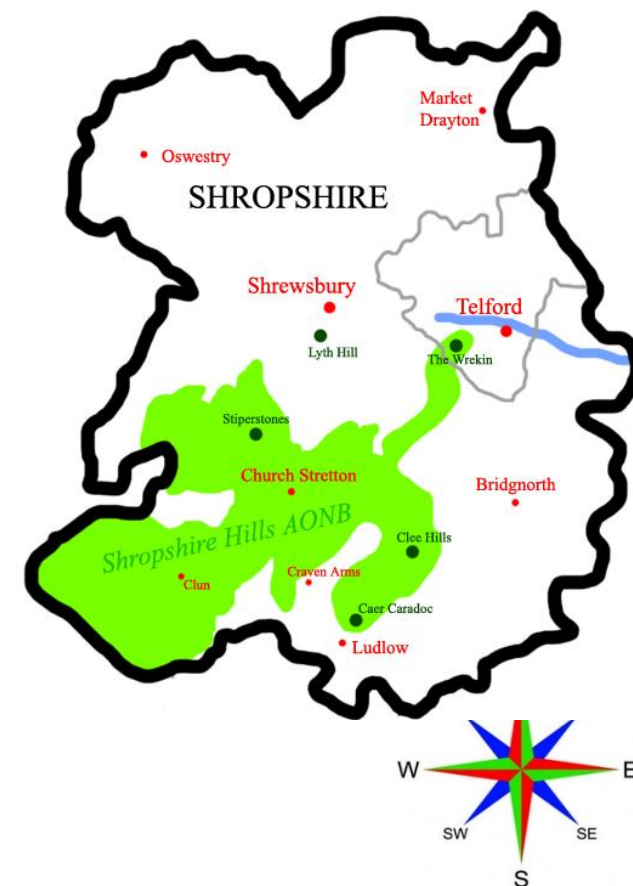 Market
Drayton
Oswestry
SHROPSHIRE
Shrewsbury
Telford
Lyth Hill
The Wrekin
Stiperstones
Church Stretton
Bridgnorth
Shropshire Hills AONB
Clee Hills
Craven Arms
Clun
Caer Caradoc
Ludlow
W
E
SW
SE
S